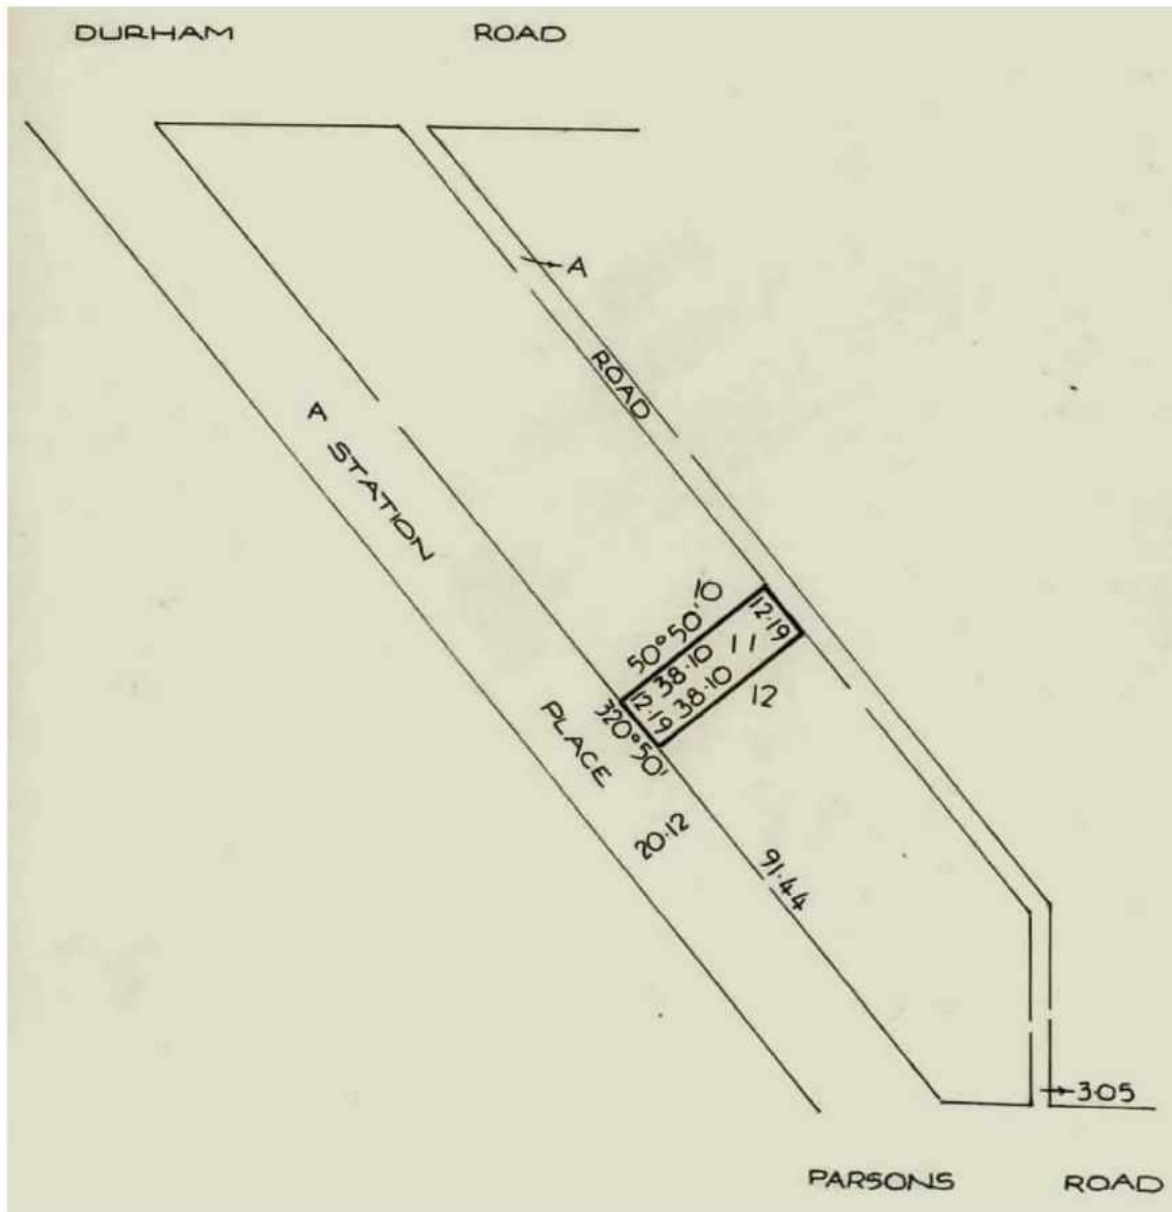 DURHAM ROAD
A
ROAD
A STATION PLACE
10
50°50'
12.19
38.10
11
38.10
12.19
12
320°50'
20.12
91.44
3.05
PARSONS ROAD